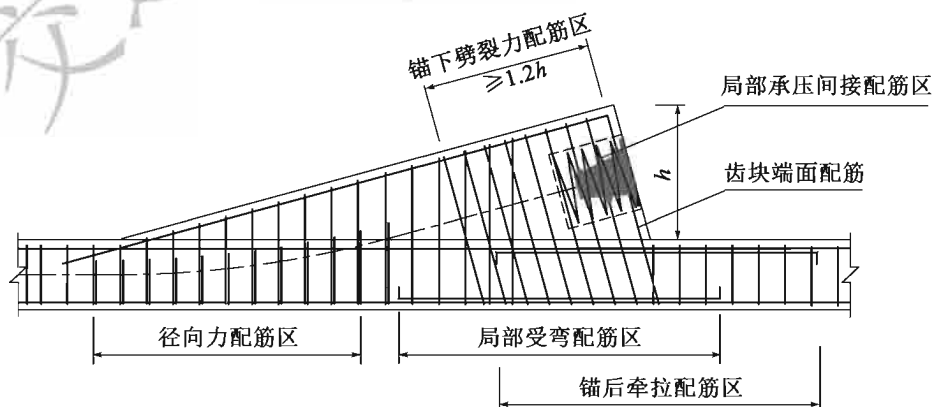 锚下劈裂力配筋区
≥1.2h
局部承压间接配筋区
h
齿块端面配筋
径向力配筋区
局部受弯配筋区
锚后牵拉配筋区